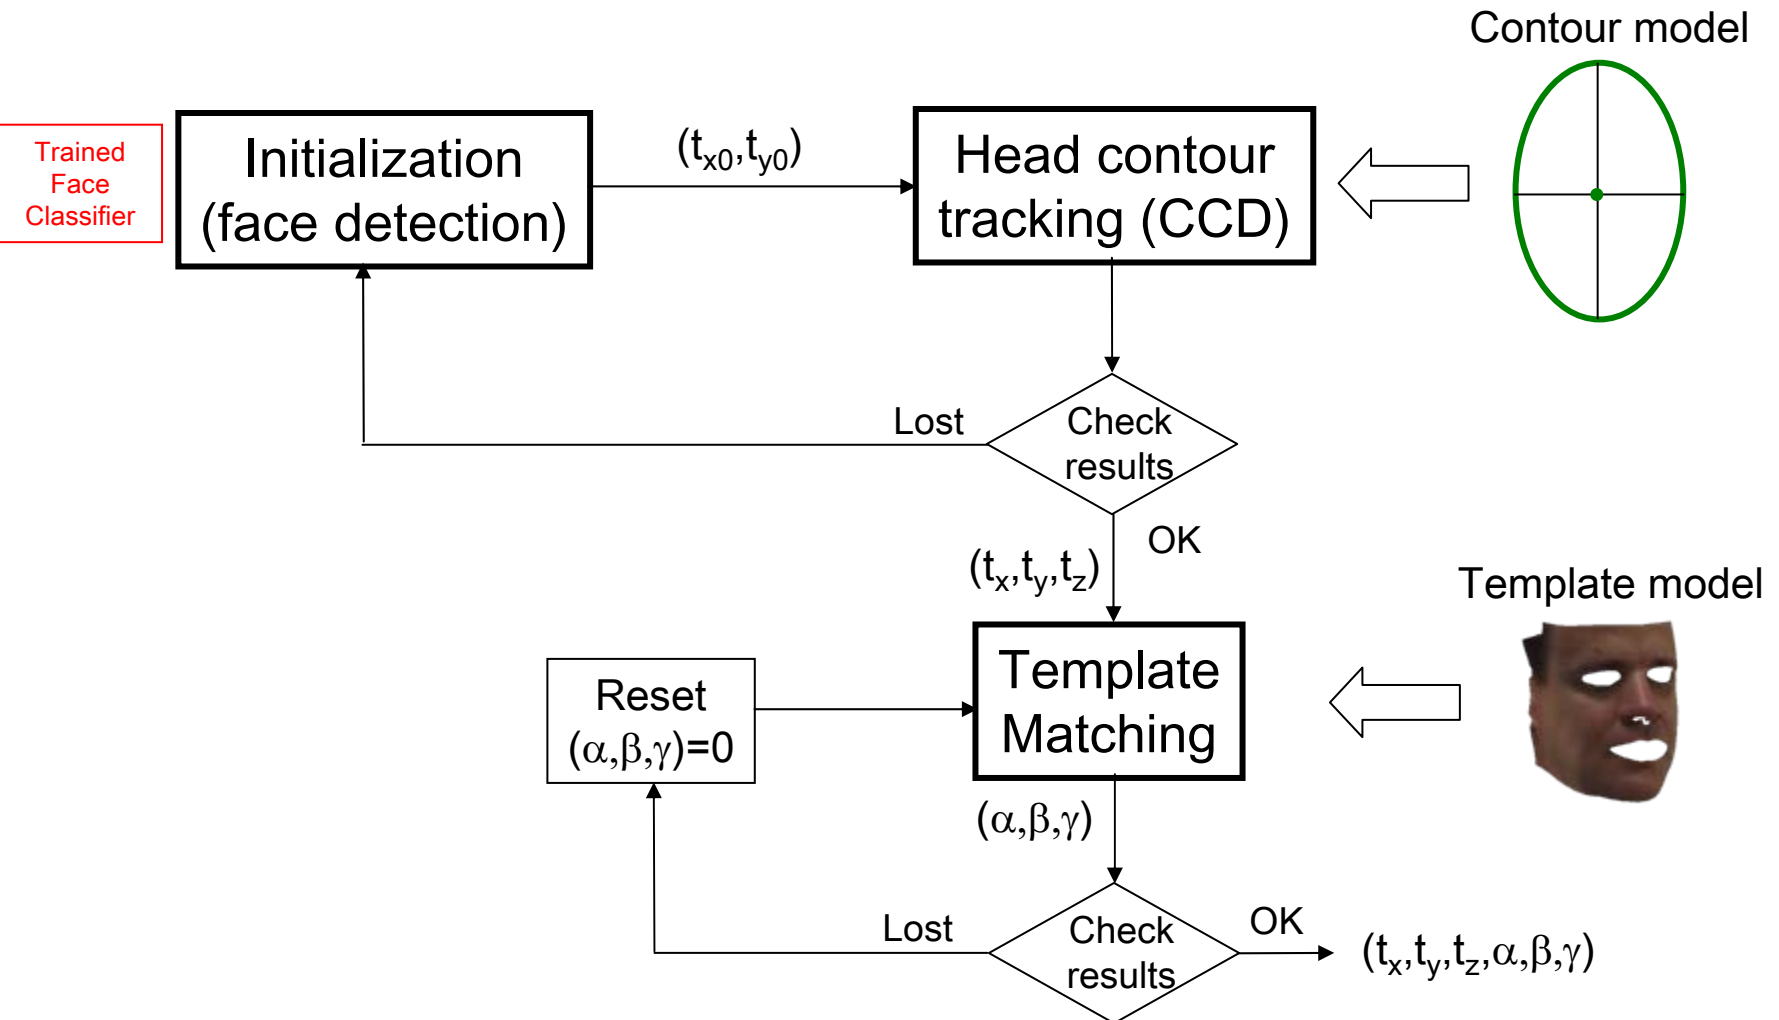 Contour model
Trained
Face
Classifier
Initialization
(face detection)
(tx0,ty0)
Head contour
tracking (CCD)
Lost
Check
results
OK
(tx,ty,tz)
Template model
Reset
(α,β,γ)=0
Template
Matching
(α,β,γ)
Lost
Check
results
OK
(tx,ty,tz,α,β,γ)